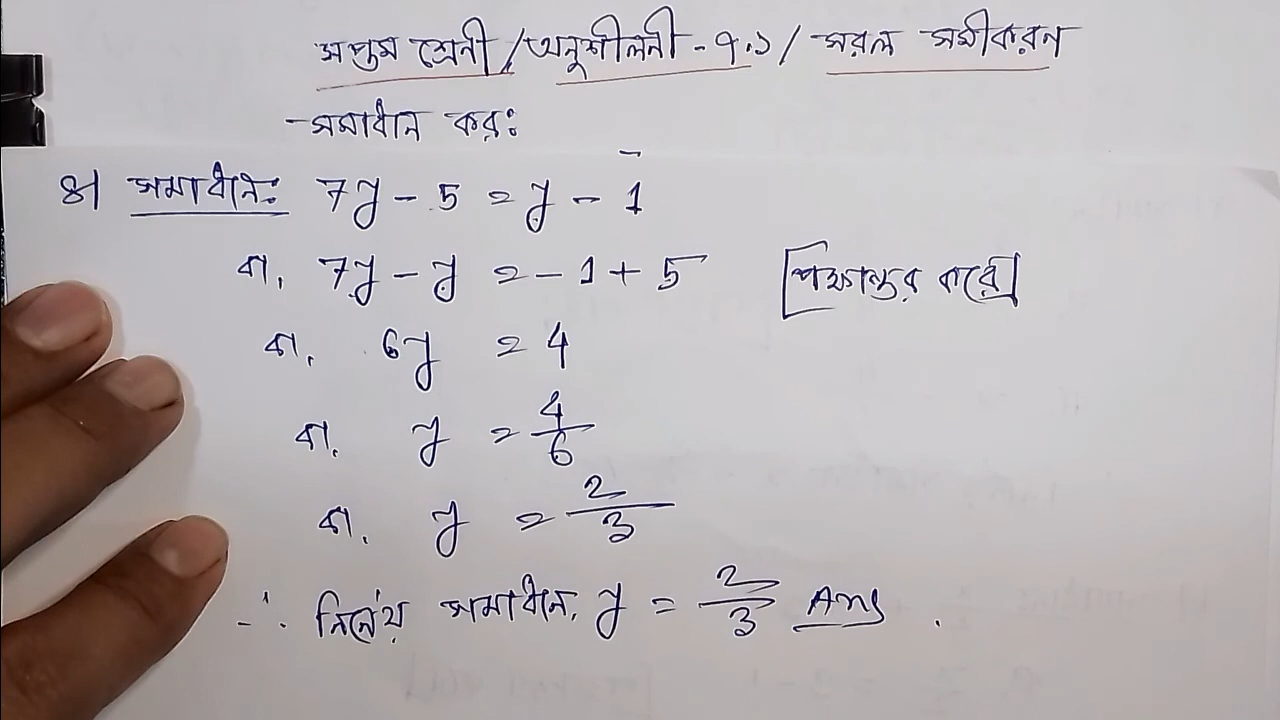 সপ্তম শ্রেনী / অনুশীলনী - ৭.১ / সরল সমীকরন
সমাধান করঃ
৪। সমাধানঃ 7y - 5 = y - 1
বা, 7y - y = - 1 + 5 [পক্ষান্তর করে]
বা, 6y = 4
বা, y = 4/6
বা, y = 2/3
∴ নির্ণেয় সমাধান, y = 2/3 Ans .